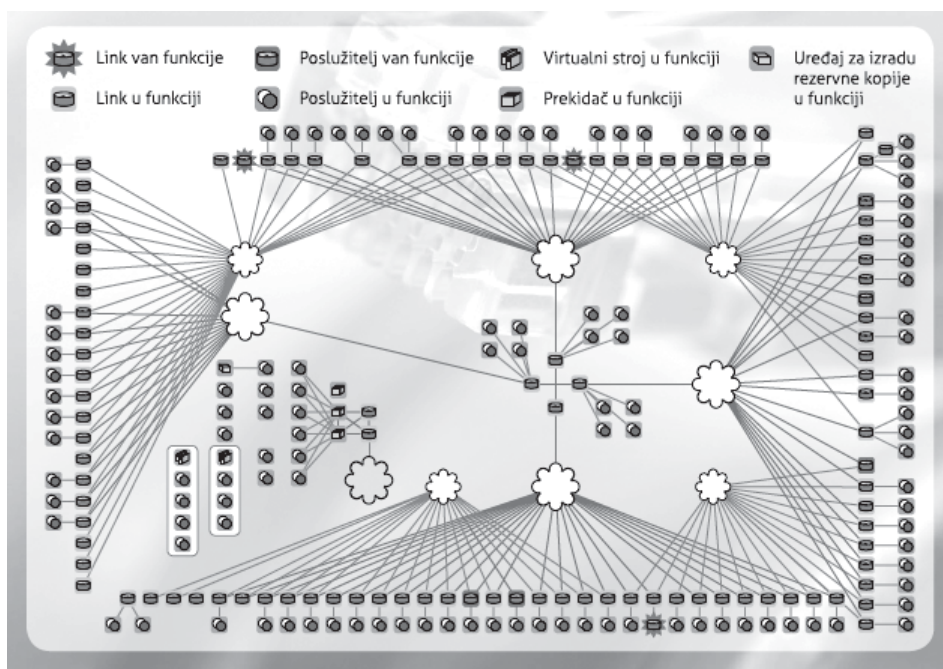 Link van funkcije
Poslužitelj van funkcije
Virtualni stroj u funkciji
Uređaj za izradu
rezervne kopije
u funkciji
Link u funkciji
Poslužitelj u funkciji
Prekidač u funkciji